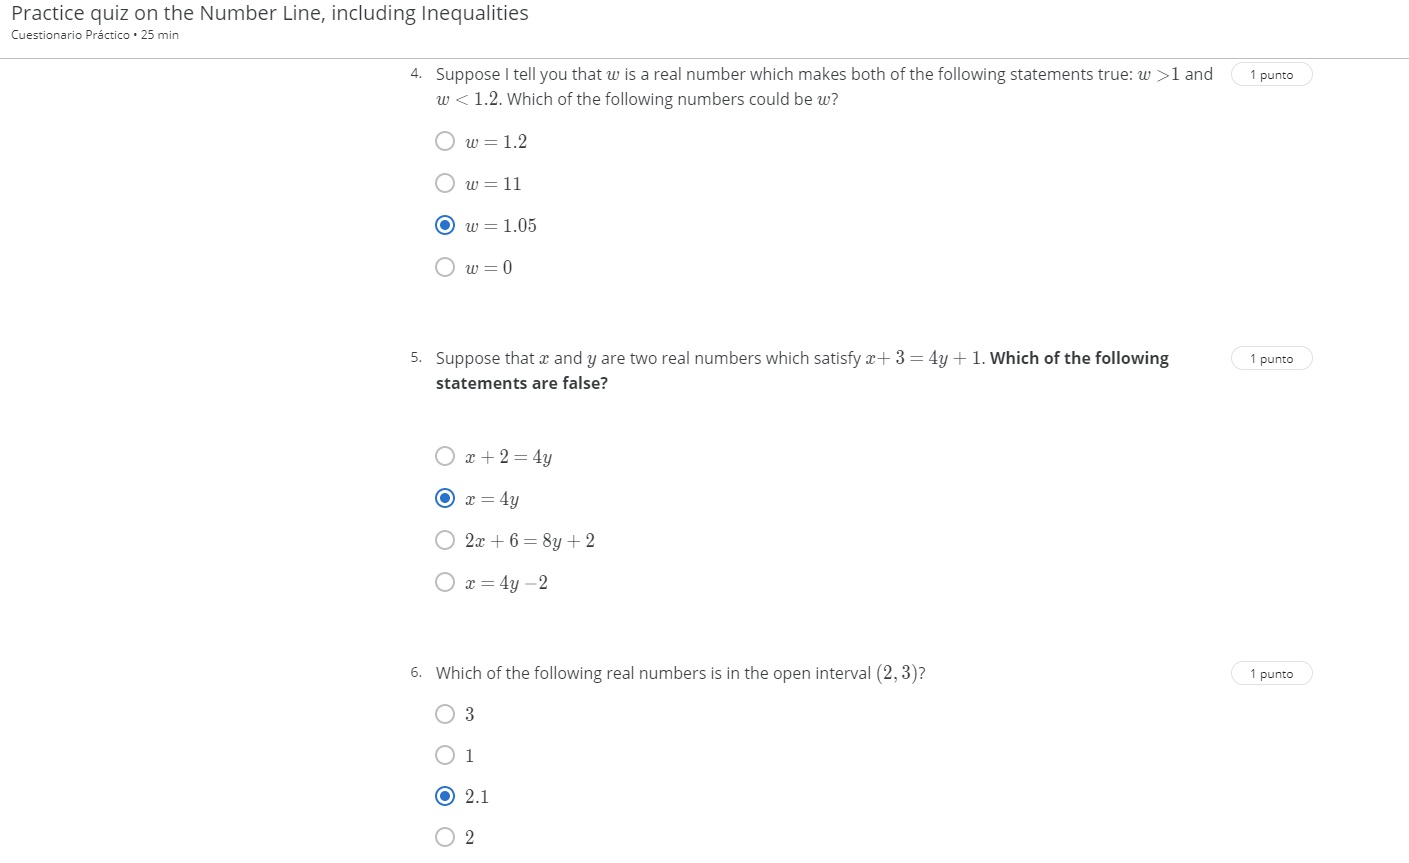 Practice quiz on the Number Line, including Inequalities
Cuestionario Práctico • 25 min
4. Suppose I tell you that w is a real number which makes both of the following statements true: w >1 and 1 punto
w < 1.2. Which of the following numbers could be w?
w = 1.2
w = 11
w = 1.05
w = 0
5. Suppose that x and y are two real numbers which satisfy x+ 3 = 4y + 1. Which of the following 1 punto
statements are false?
x + 2 = 4y
x = 4y
2x + 6 = 8y + 2
x = 4y −2
6. Which of the following real numbers is in the open interval (2, 3)? 1 punto
3
1
2.1
2